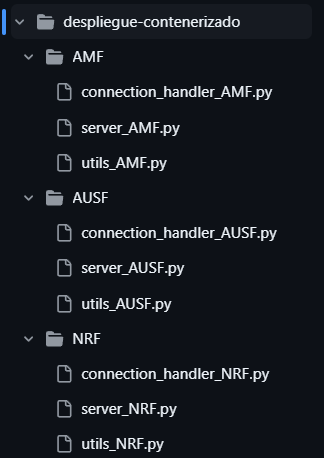 despliegue-contenerizado
AMF
connection_handler_AMF.py
server_AMF.py
utils_AMF.py
AUSF
connection_handler_AUSF.py
server_AUSF.py
utils_AUSF.py
NRF
connection_handler_NRF.py
server_NRF.py
utils_NRF.py